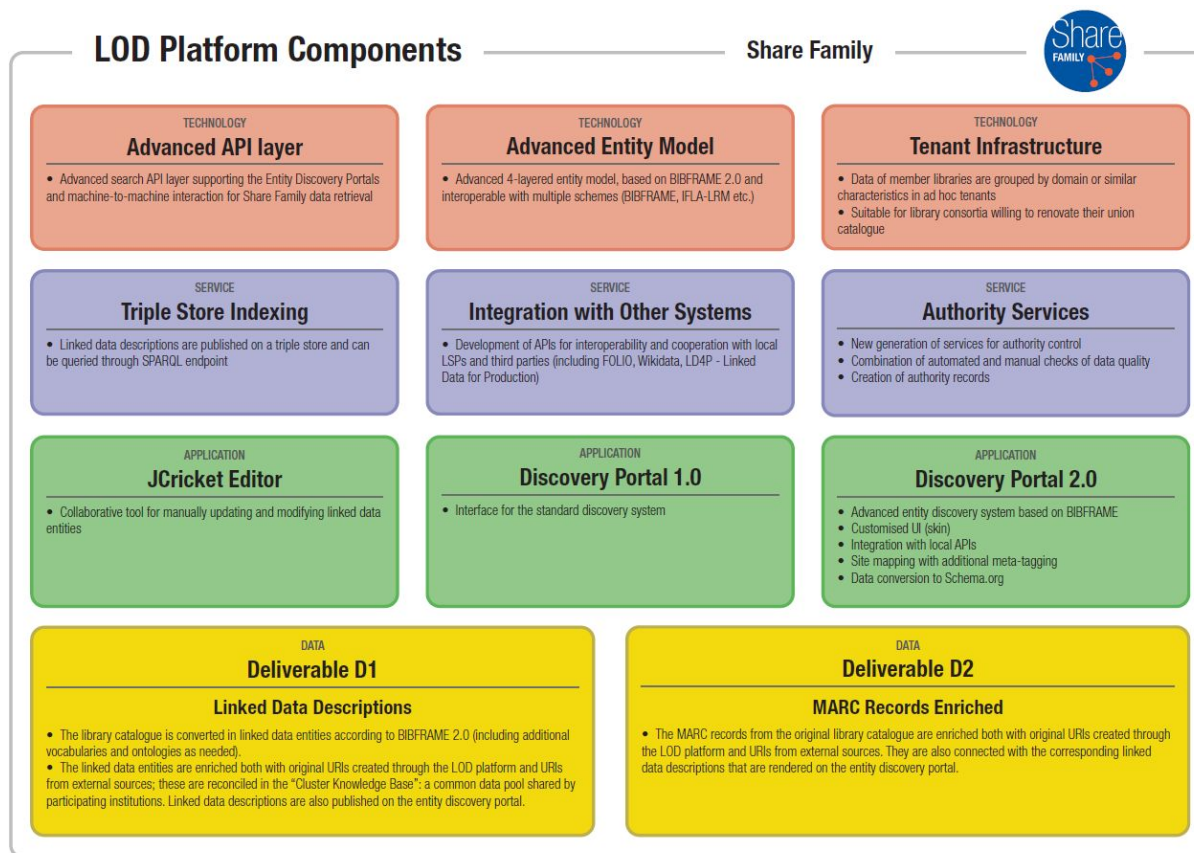 LOD Platform Components
Share Family
Share
FAMILY
TECHNOLOGY
Advanced API layer
• Advanced search API layer supporting the Entity Discovery Portals
and machine-to-machine interaction for Share Family data retrieval
TECHNOLOGY
Advanced Entity Model
• Advanced 4-layered entity model, based on BIBFRAME 2.0 and
interoperable with multiple schemes (BIBFRAME, IFLA-LRM etc.)
TECHNOLOGY
Tenant Infrastructure
• Data of member libraries are grouped by domain or similar
characteristics in ad hoc tenants
• Suitable for library consortia willing to renovate their union
catalogue
SERVICE
Triple Store Indexing
• Linked data descriptions are published on a triple store and can
be queried through SPARQL endpoint
SERVICE
Integration with Other Systems
• Development of APIs for interoperability and cooperation with local
LSPs and third parties (including FOLIO, Wikidata, LD4P - Linked
Data for Production)
SERVICE
Authority Services
• New generation of services for authority control
• Combination of automated and manual checks of data quality
• Creation of authority records
APPLICATION
JCricket Editor
• Collaborative tool for manually updating and modifying linked data
entities
APPLICATION
Discovery Portal 1.0
• Interface for the standard discovery system
APPLICATION
Discovery Portal 2.0
• Advanced entity discovery system based on BIBFRAME
• Customised UI (skin)
• Integration with local APIs
• Site mapping with additional meta-tagging
• Data conversion to Schema.org
DATA
Deliverable D1
Linked Data Descriptions
• The library catalogue is converted in linked data entities according to BIBFRAME 2.0 (including additional
vocabularies and ontologies as needed).
• The linked data entities are enriched both with original URIs created through the LOD platform and URIs
from external sources; these are reconciled in the “Cluster Knowledge Base”: a common data pool shared by
participating institutions. Linked data descriptions are also published on the entity discovery portal.
DATA
Deliverable D2
MARC Records Enriched
• The MARC records from the original library catalogue are enriched both with original URIs created through
the LOD platform and URIs from external sources. They are also connected with the corresponding linked
data descriptions that are rendered on the entity discovery portal.